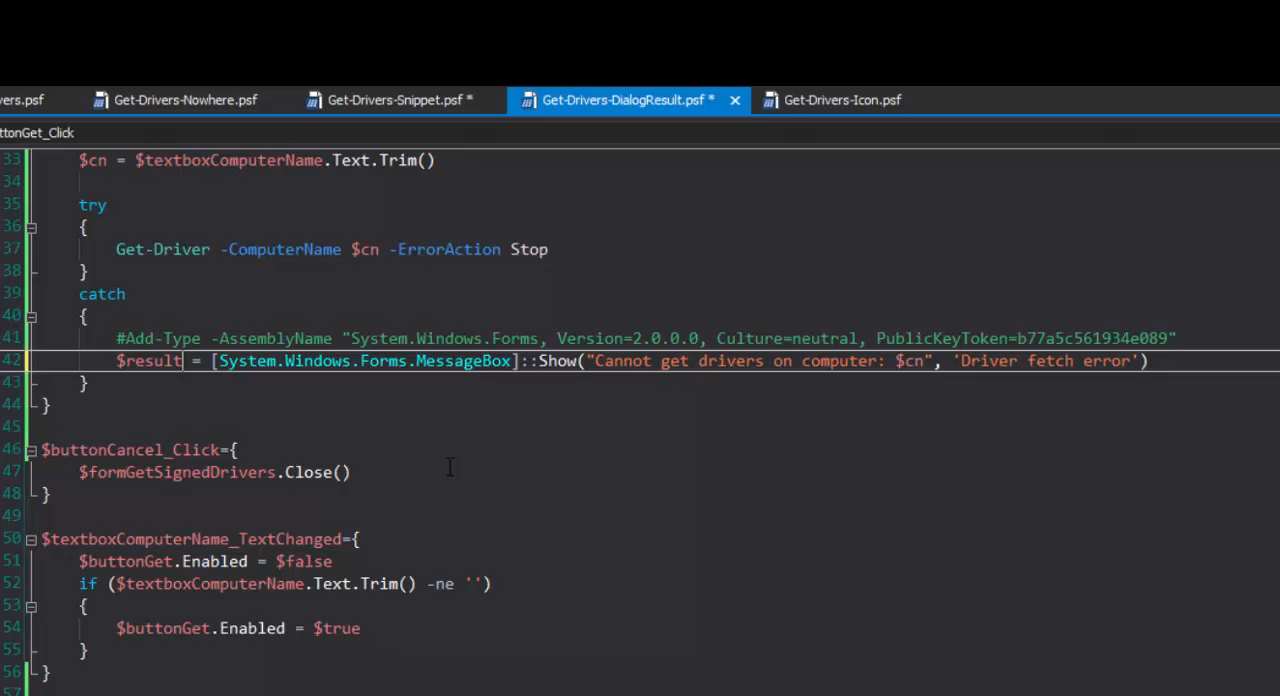 vers.psf Get-Drivers-Nowhere.psf Get-Drivers-Snippet.psf * Get-Drivers-DialogResult.psf * Get-Drivers-Icon.psf
ttonGet_Click
33 $cn = $textboxComputerName.Text.Trim()
34
35 try
36 {
37 Get-Driver -ComputerName $cn -ErrorAction Stop
38 }
39 catch
40 {
41 #Add-Type -AssemblyName "System.Windows.Forms, Version=2.0.0.0, Culture=neutral, PublicKeyToken=b77a5c561934e089"
42 $result = [System.Windows.Forms.MessageBox]::Show("Cannot get drivers on computer: $cn", 'Driver fetch error')
43 }
44 }
45
46 $buttonCancel_Click={
47 $formGetSignedDrivers.Close()
48 }
49
50 $textboxComputerName_TextChanged={
51 $buttonGet.Enabled = $false
52 if ($textboxComputerName.Text.Trim() -ne '')
53 {
54 $buttonGet.Enabled = $true
55 }
56 }
57